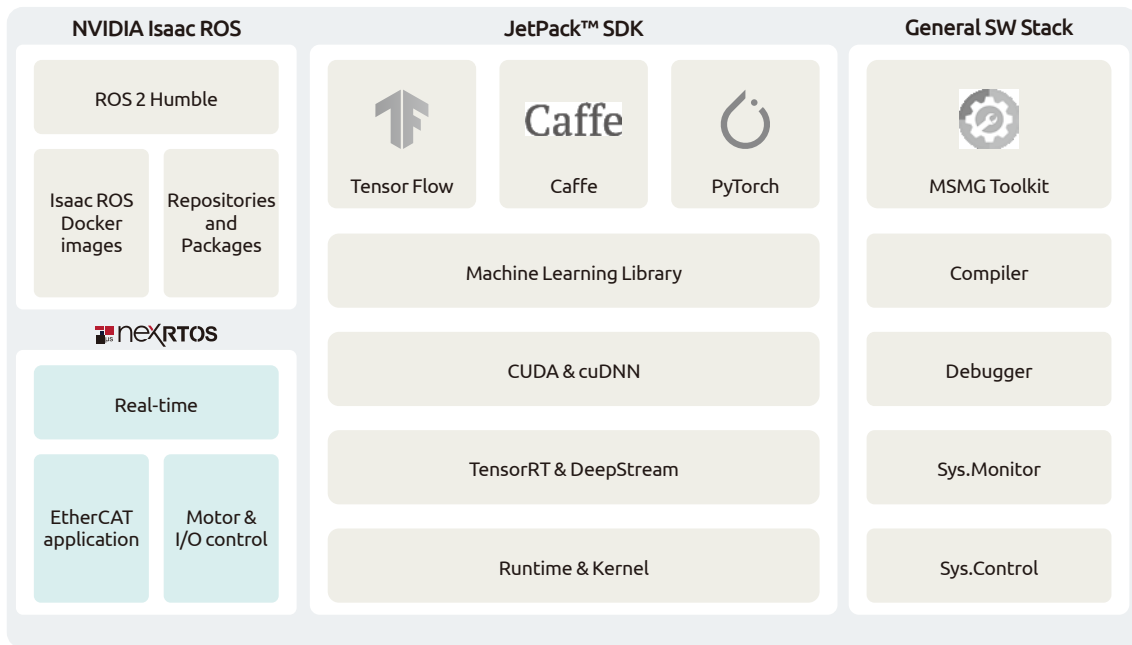 NVIDIA Isaac ROS
ROS 2 Humble
Isaac ROS
Docker
images
Repositories
and
Packages
neXRTOS
Real-time
EtherCAT
application
Motor &
I/O control
JetPack™ SDK
Tensor Flow
Caffe
Caffe
PyTorch
Machine Learning Library
CUDA & cuDNN
TensorRT & DeepStream
Runtime & Kernel
General SW Stack
MSMG Toolkit
Compiler
Debugger
Sys.Monitor
Sys.Control